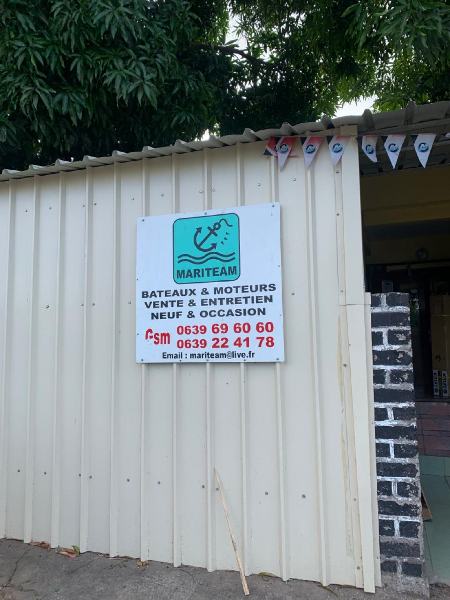 MARITEAM
BATEAUX & MOTEURS
VENTE & ENTRETIEN
NEUF & OCCASION
Gsm 0639 69 60 60
0639 22 41 78
Email : mariteam@live.fr